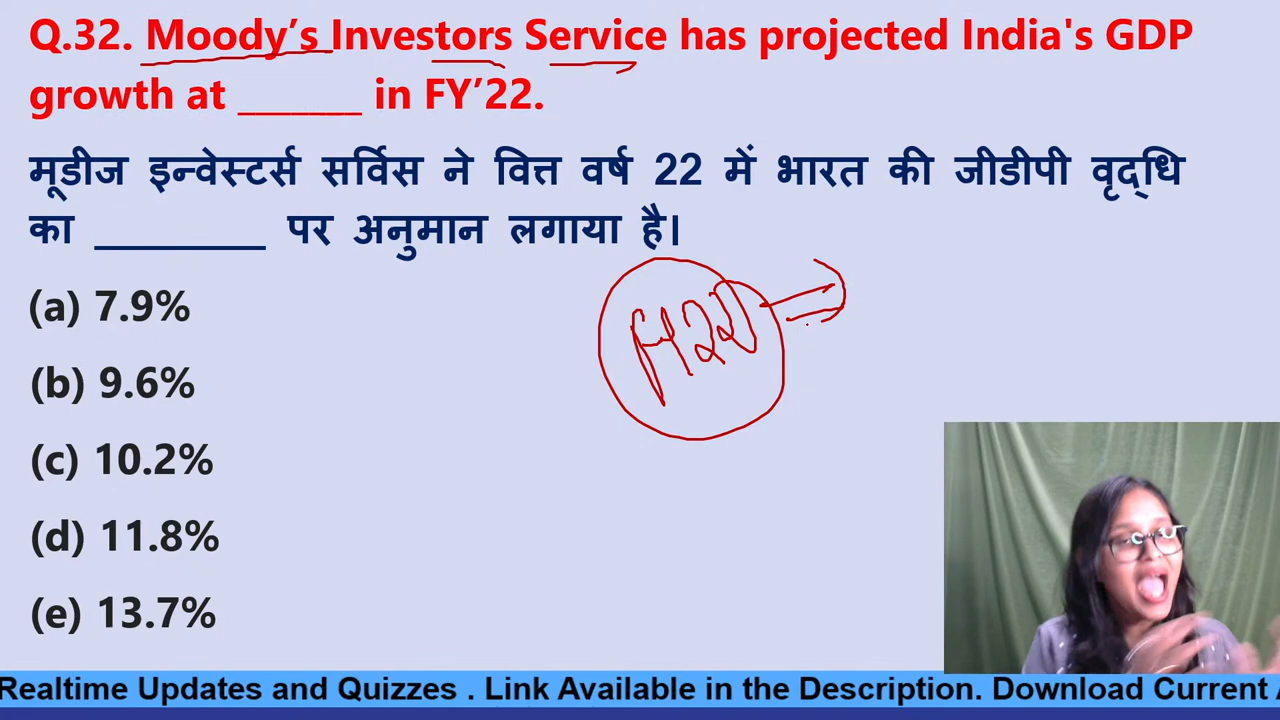 Q.32. Moody’s Investors Service has projected India's GDP
growth at _______ in FY’22.
मूडीज इन्वेस्टर्स सर्विस ने वित्त वर्ष 22 में भारत की जीडीपी वृद्धि
का _________ पर अनुमान लगाया है।
(a) 7.9%
FY22
(b) 9.6%
(c) 10.2%
(d) 11.8%
(e) 13.7%
Realtime Updates and Quizzes . Link Available in the Description. Download Current